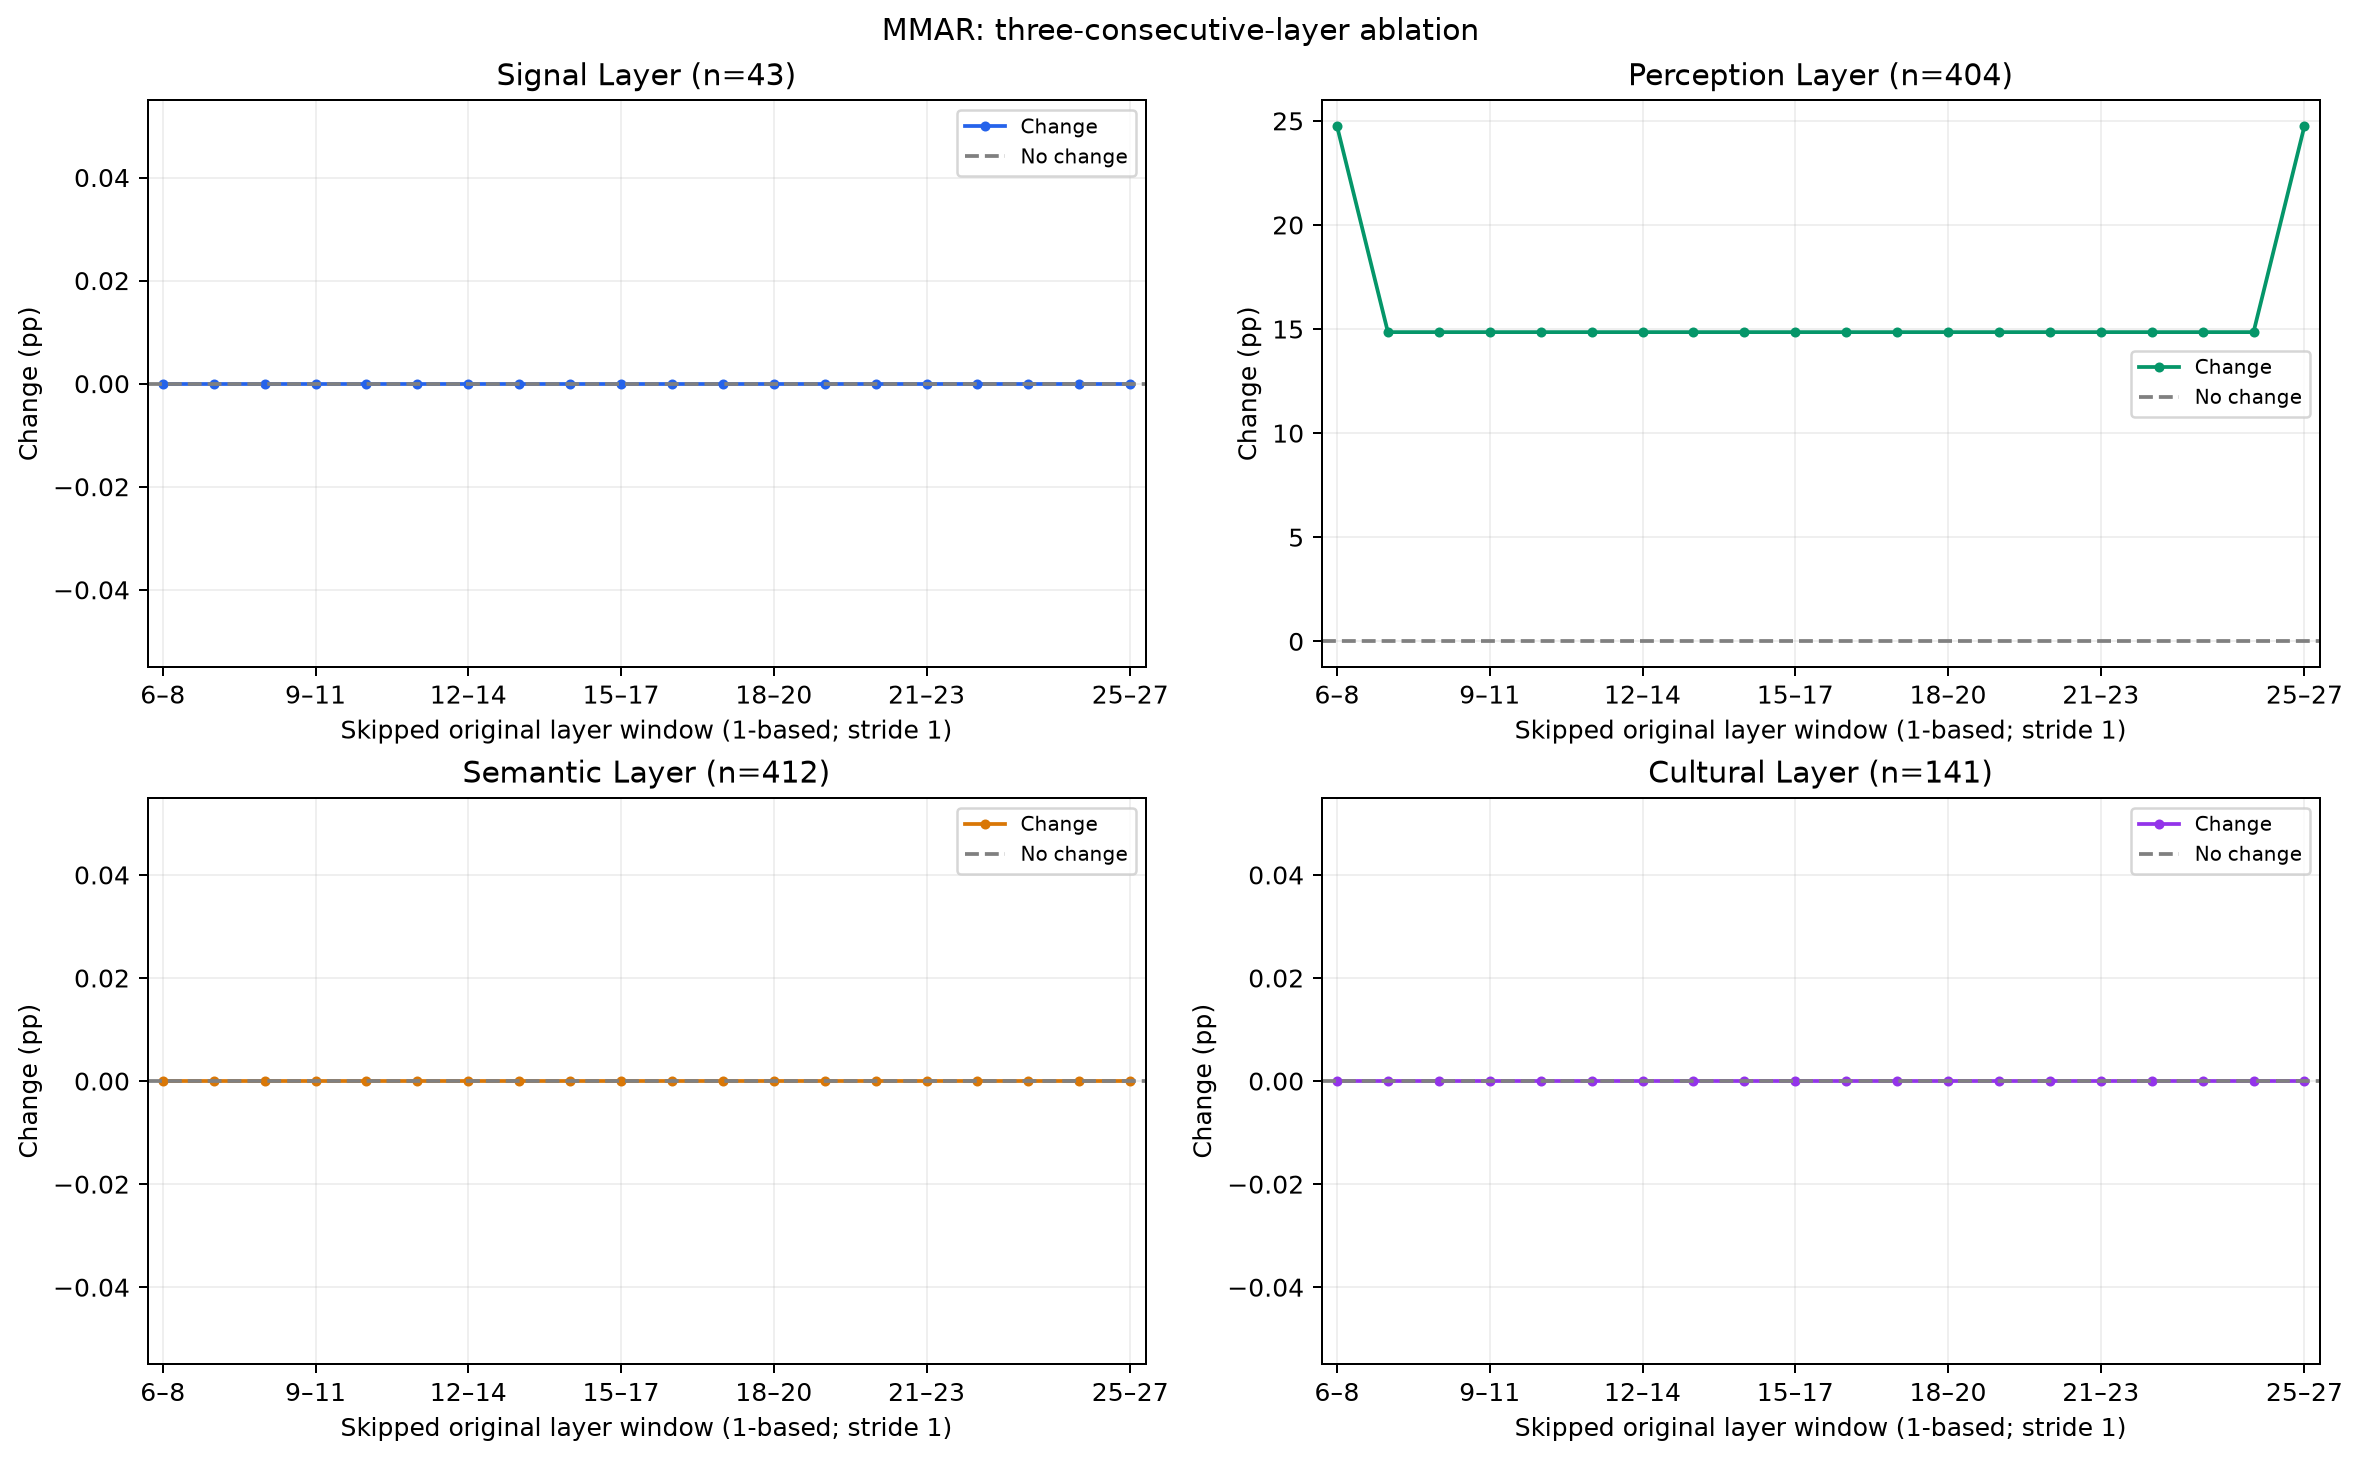 MMAR: three-consecutive-layer ablation
Signal Layer (n=43)
Change (pp)
0.04
0.02
0.00
−0.02
−0.04
Change
No change
6–8 9–11 12–14 15–17 18–20 21–23 25–27
Skipped original layer window (1-based; stride 1)
Perception Layer (n=404)
Change (pp)
25
20
15
10
5
0
Change
No change
6–8 9–11 12–14 15–17 18–20 21–23 25–27
Skipped original layer window (1-based; stride 1)
Semantic Layer (n=412)
Change (pp)
0.04
0.02
0.00
−0.02
−0.04
Change
No change
6–8 9–11 12–14 15–17 18–20 21–23 25–27
Skipped original layer window (1-based; stride 1)
Cultural Layer (n=141)
Change (pp)
0.04
0.02
0.00
−0.02
−0.04
Change
No change
6–8 9–11 12–14 15–17 18–20 21–23 25–27
Skipped original layer window (1-based; stride 1)